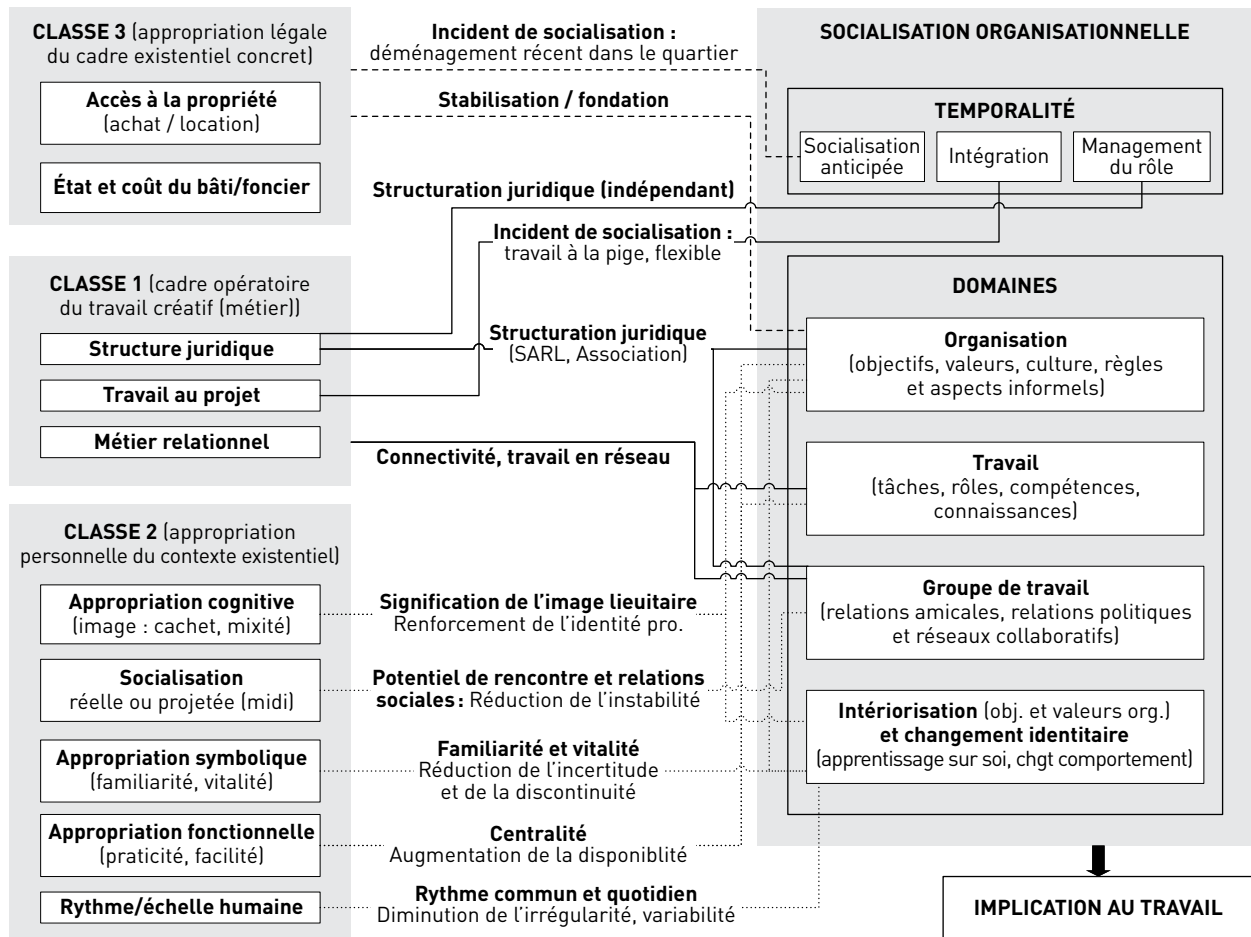 CLASSE 3 (appropriation légale
du cadre existentiel concret)
Accès à la propriété
(achat / location)
État et coût du bâti/foncier
CLASSE 1 (cadre opératoire
du travail créatif (métier))
Structure juridique
Travail au projet
Métier relationnel
CLASSE 2 (appropriation
personnelle du contexte existentiel)
Appropriation cognitive
(image : cachet, mixité)
Socialisation
réelle ou projetée (midi)
Appropriation symbolique
(familiarité, vitalité)
Appropriation fonctionnelle
(praticité, facilité)
Rythme/échelle humaine
Incident de socialisation :
déménagement récent dans le quartier
Stabilisation / fondation
Structuration juridique (indépendant)
Incident de socialisation :
travail à la pige, flexible
Structuration juridique
(SARL, Association)
Connectivité, travail en réseau
Signification de l'image lieuitaire
Renforcement de l'identité pro.
Potentiel de rencontre et relations
sociales : Réduction de l'instabilité
Familiarité et vitalité
Réduction de l'incertitude
et de la discontinuité
Centralité
Augmentation de la disponiblité
Rythme commun et quotidien
Diminution de l'irrégularité, variabilité
SOCIALISATION ORGANISATIONNELLE
TEMPORALITÉ
Socialisation
anticipée
Intégration
Management
du rôle
DOMAINES
Organisation
(objectifs, valeurs, culture, règles
et aspects informels)
Travail
(tâches, rôles, compétences,
connaissances)
Groupe de travail
(relations amicales, relations politiques
et réseaux collaboratifs)
Intériorisation (obj. et valeurs org.)
et changement identitaire
(apprentissage sur soi, chgt comportement)
IMPLICATION AU TRAVAIL